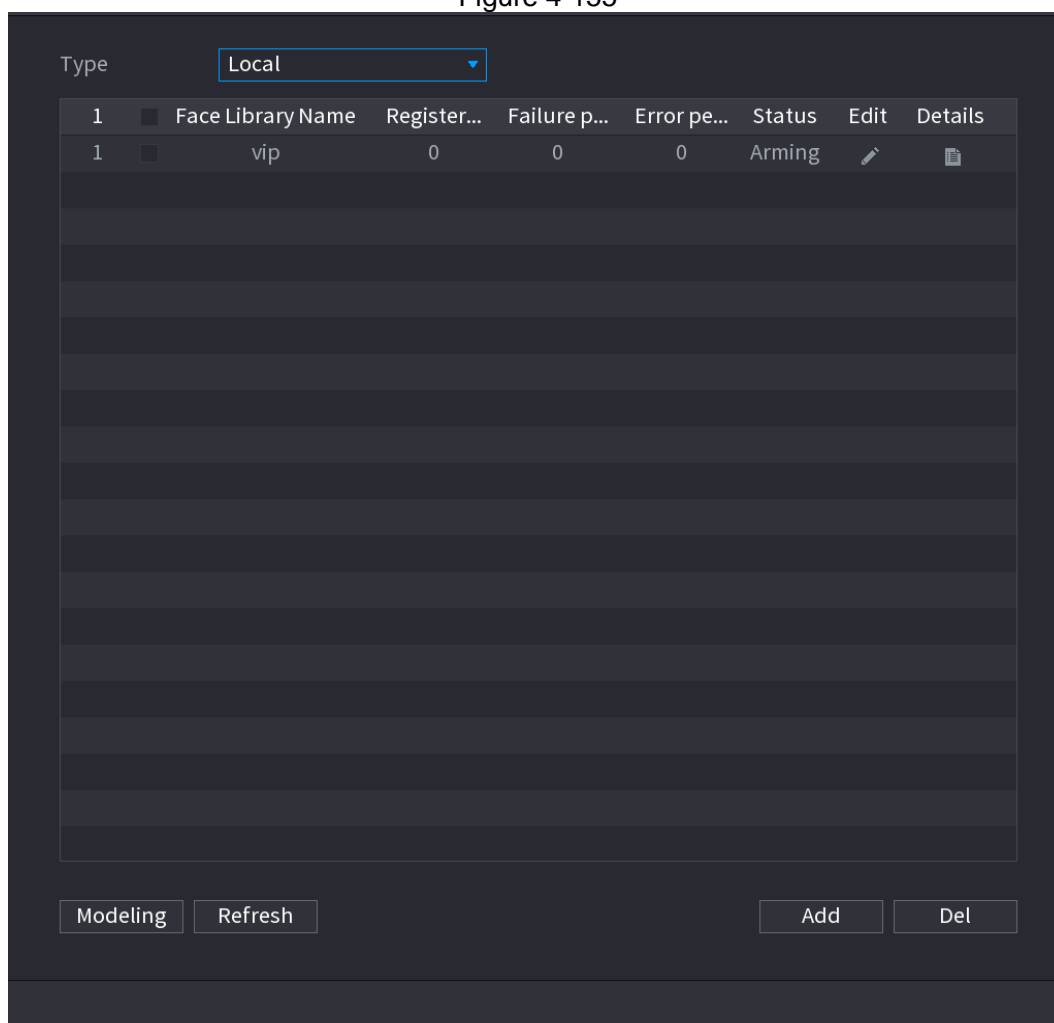 Type Local
1 Face Library Name Register... Failure p... Error pe... Status Edit Details
1 vip 0 0 0 Arming
Modeling Refresh Add Del